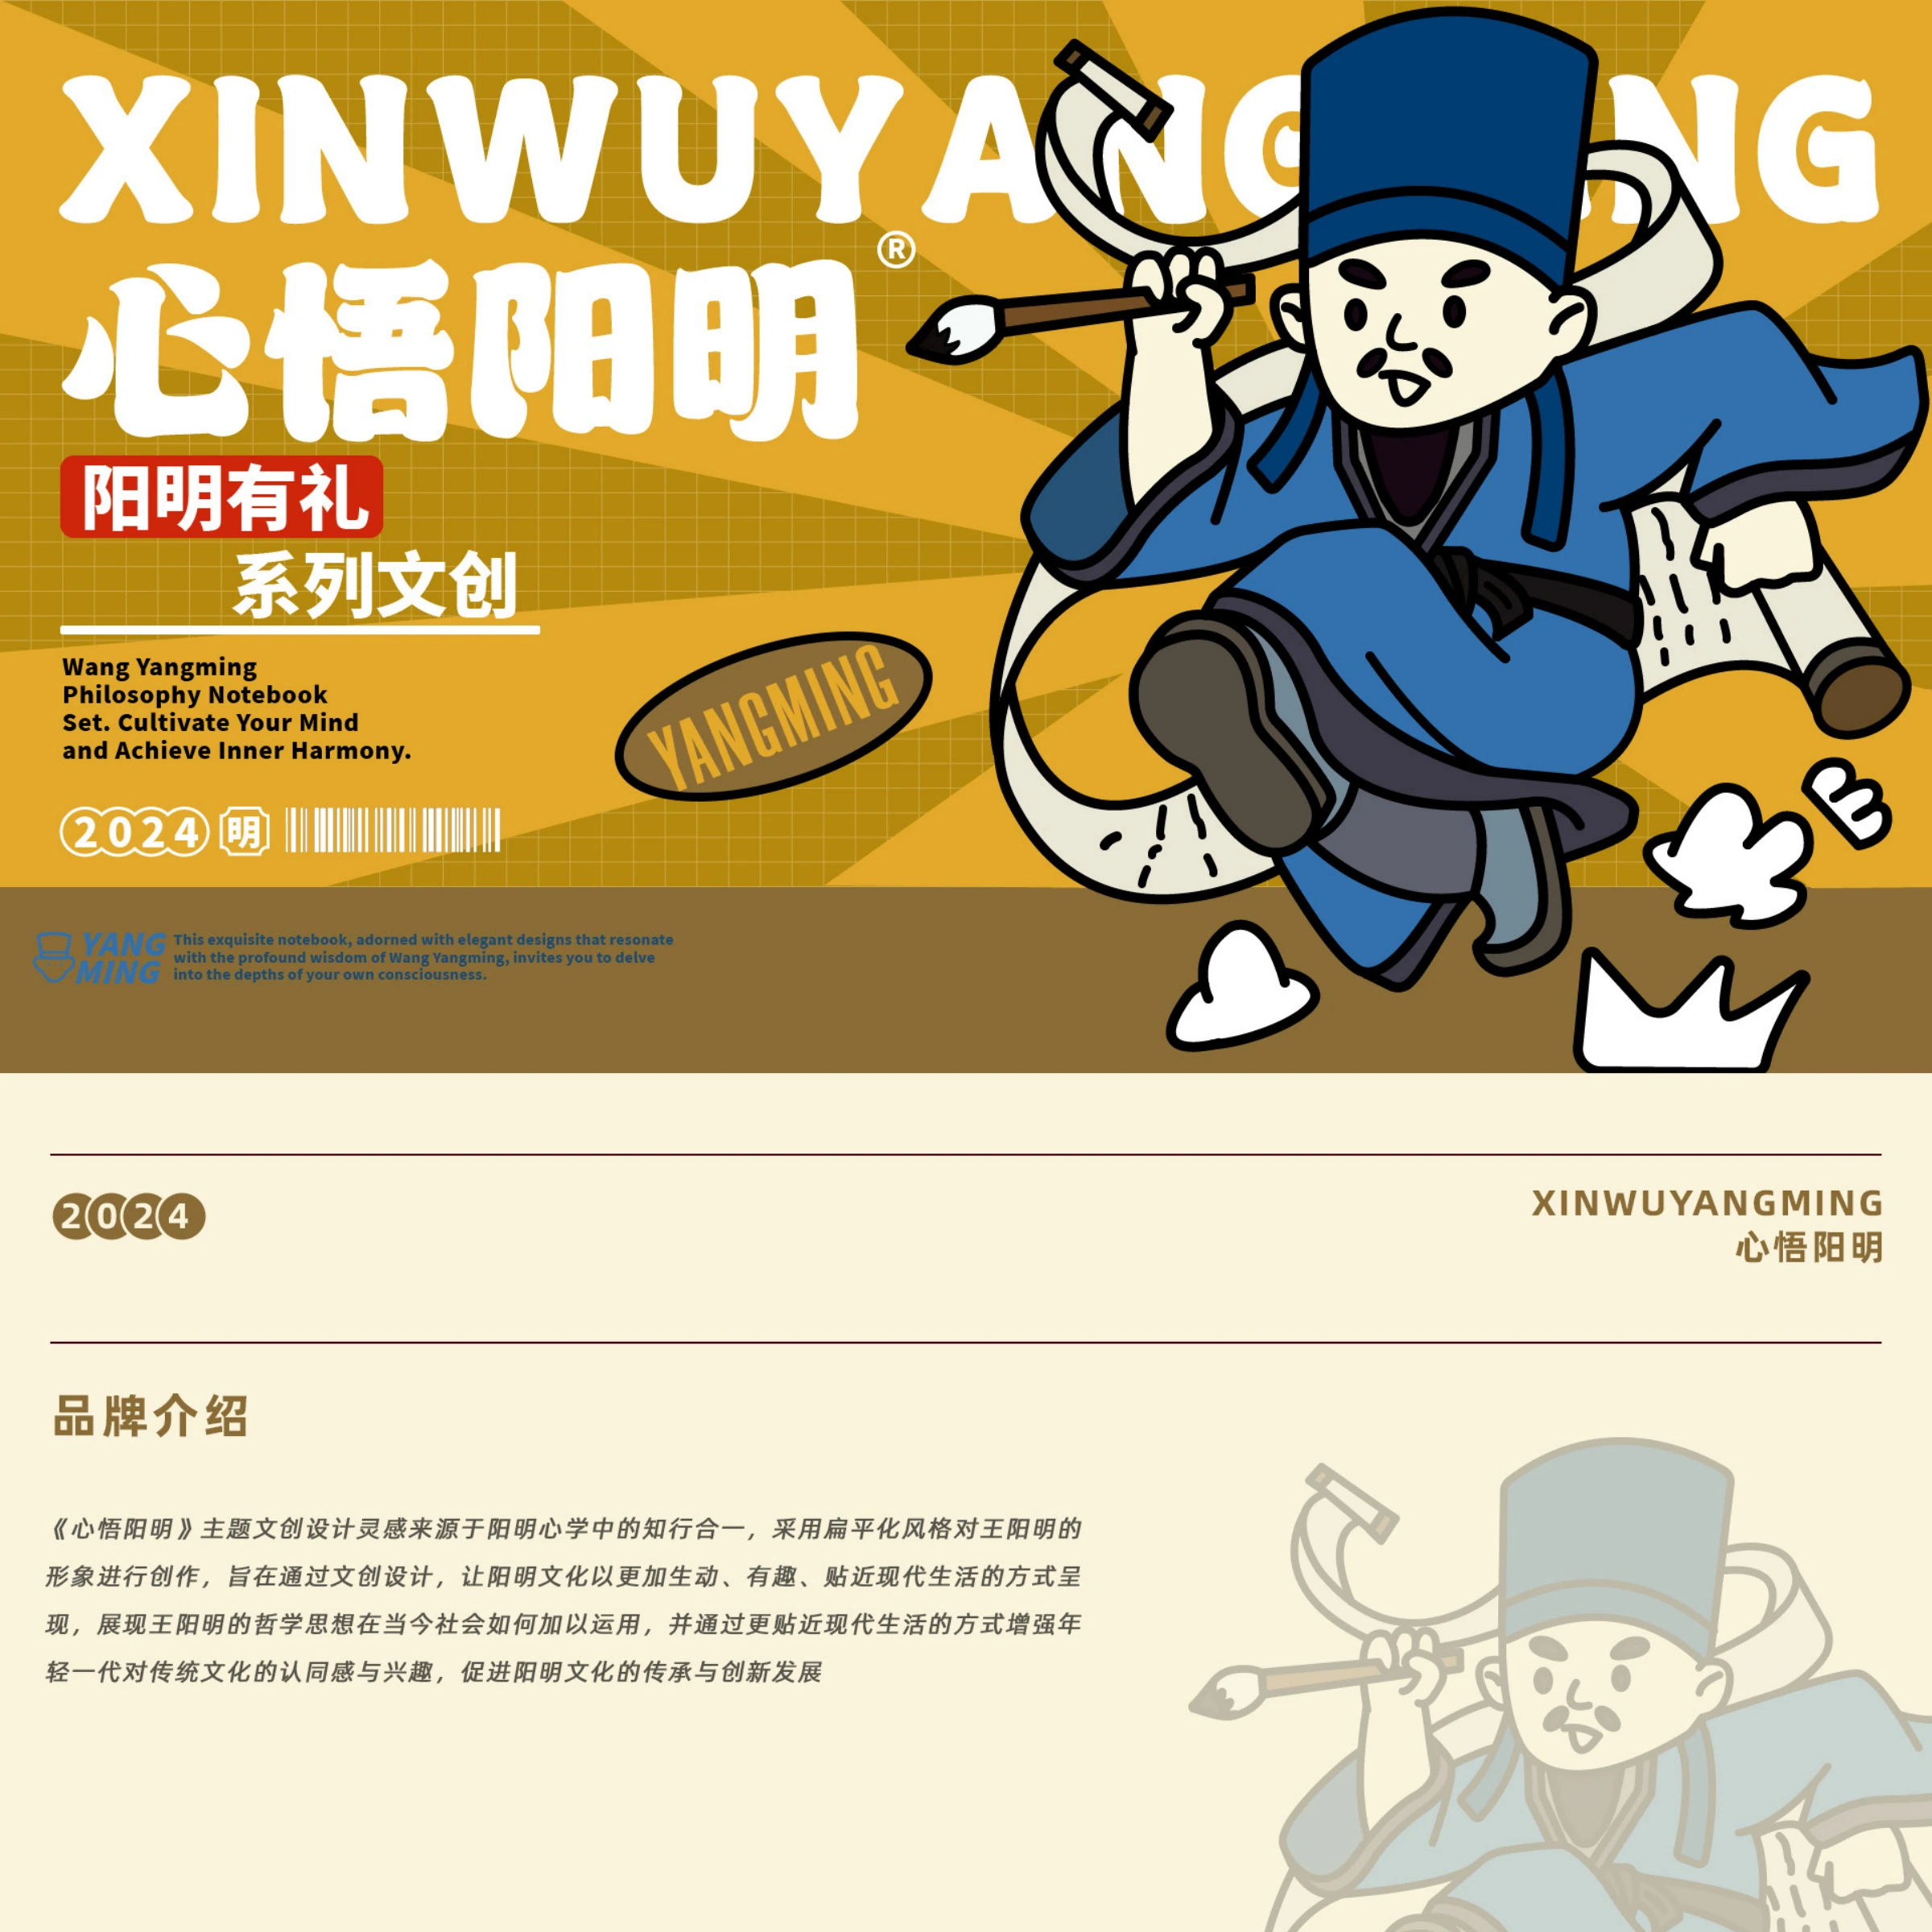 XINWUYANGMING
心悟阳明®
阳明有礼
系列文创
Wang Yangming
Philosophy Notebook
Set. Cultivate Your Mind
and Achieve Inner Harmony.
YANGMING
2024 明
YANG
MING
This exquisite notebook, adorned with elegant designs that resonate
with the profound wisdom of Wang Yangming, invites you to delve
into the depths of your own consciousness.
2024
XINWUYANGMING
心悟阳明
品牌介绍
《心悟阳明》主题文创设计灵感来源于阳明心学中的知行合一，采用扁平化风格对王阳明的
形象进行创作，旨在通过文创设计，让阳明文化以更加生动、有趣、贴近现代生活的方式呈
现，展现王阳明的哲学思想在当今社会如何加以运用，并通过更贴近现代生活的方式增强年
轻一代对传统文化的认同感与兴趣，促进阳明文化的传承与创新发展